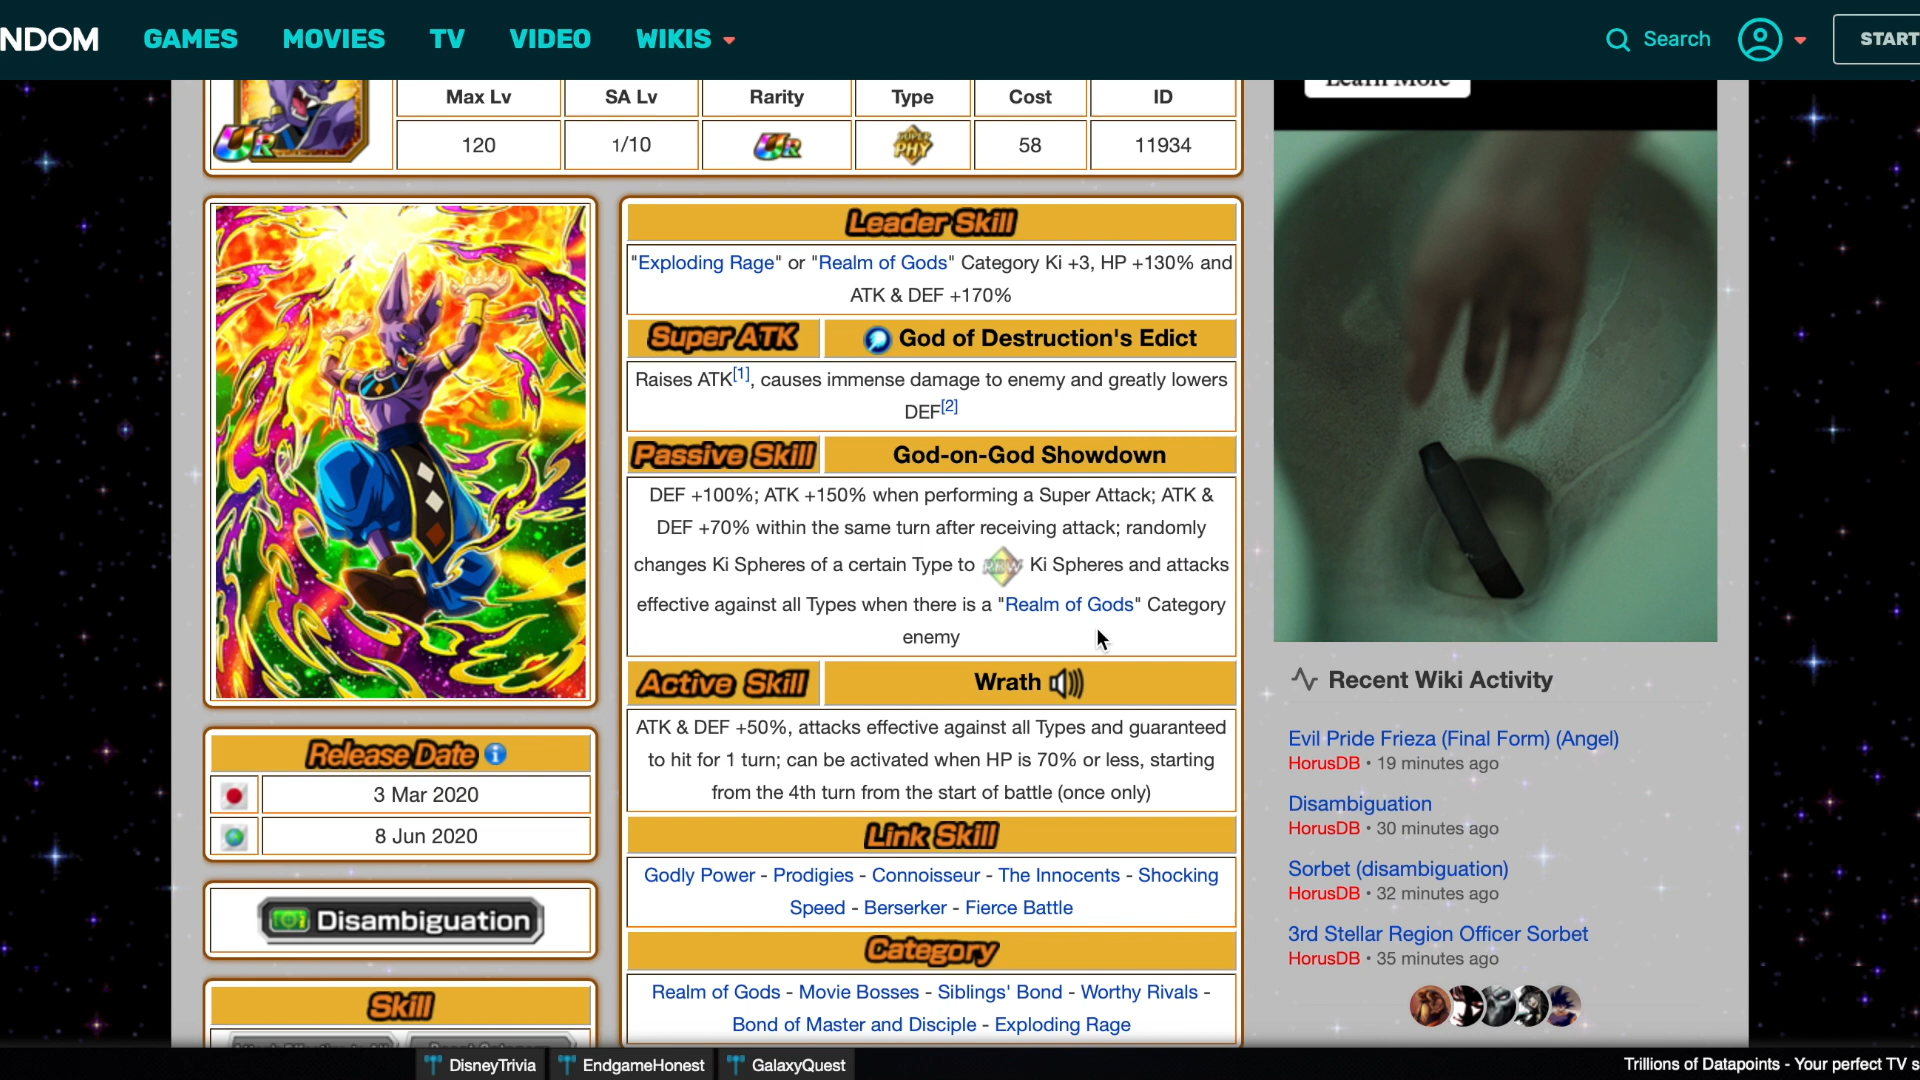 NDOM
GAMES
MOVIES
TV
VIDEO
WIKIS
Search
START
Learn More
Max Lv
SA Lv
Rarity
Type
Cost
ID
UR
120
1/10
UR
SUPER
PHY
58
11934
Leader Skill
"Exploding Rage" or "Realm of Gods" Category Ki +3, HP +130% and
ATK & DEF +170%
Super ATK
God of Destruction's Edict
Raises ATK[1], causes immense damage to enemy and greatly lowers
DEF[2]
Passive Skill
God-on-God Showdown
DEF +100%; ATK +150% when performing a Super Attack; ATK &
DEF +70% within the same turn after receiving attack; randomly
changes Ki Spheres of a certain Type to RBW Ki Spheres and attacks
effective against all Types when there is a "Realm of Gods" Category
enemy
Active Skill
Wrath
ATK & DEF +50%, attacks effective against all Types and guaranteed
to hit for 1 turn; can be activated when HP is 70% or less, starting
from the 4th turn from the start of battle (once only)
Link Skill
Godly Power - Prodigies - Connoisseur - The Innocents - Shocking
Speed - Berserker - Fierce Battle
Category
Realm of Gods - Movie Bosses - Siblings' Bond - Worthy Rivals -
Bond of Master and Disciple - Exploding Rage
Release Date
3 Mar 2020
8 Jun 2020
Disambiguation
Skill
Recent Wiki Activity
Evil Pride Frieza (Final Form) (Angel)
HorusDB • 19 minutes ago
Disambiguation
HorusDB • 30 minutes ago
Sorbet (disambiguation)
HorusDB • 32 minutes ago
3rd Stellar Region Officer Sorbet
HorusDB • 35 minutes ago
DisneyTrivia
EndgameHonest
GalaxyQuest
Trillions of Datapoints - Your perfect TV s